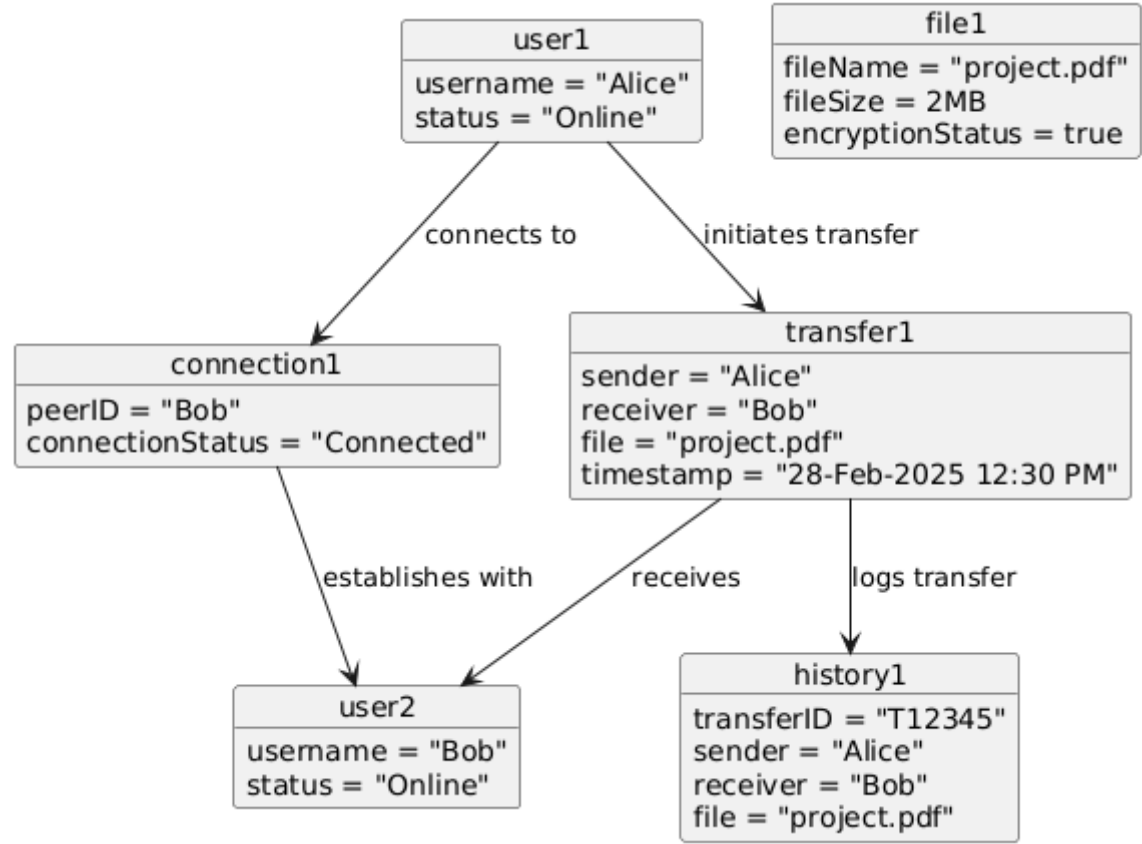 user1
username = "Alice"
status = "Online"
file1
fileName = "project.pdf"
fileSize = 2MB
encryptionStatus = true
connects to
initiates transfer
connection1
peerID = "Bob"
connectionStatus = "Connected"
transfer1
sender = "Alice"
receiver = "Bob"
file = "project.pdf"
timestamp = "28-Feb-2025 12:30 PM"
establishes with
receives
logs transfer
user2
username = "Bob"
status = "Online"
history1
transferID = "T12345"
sender = "Alice"
receiver = "Bob"
file = "project.pdf"